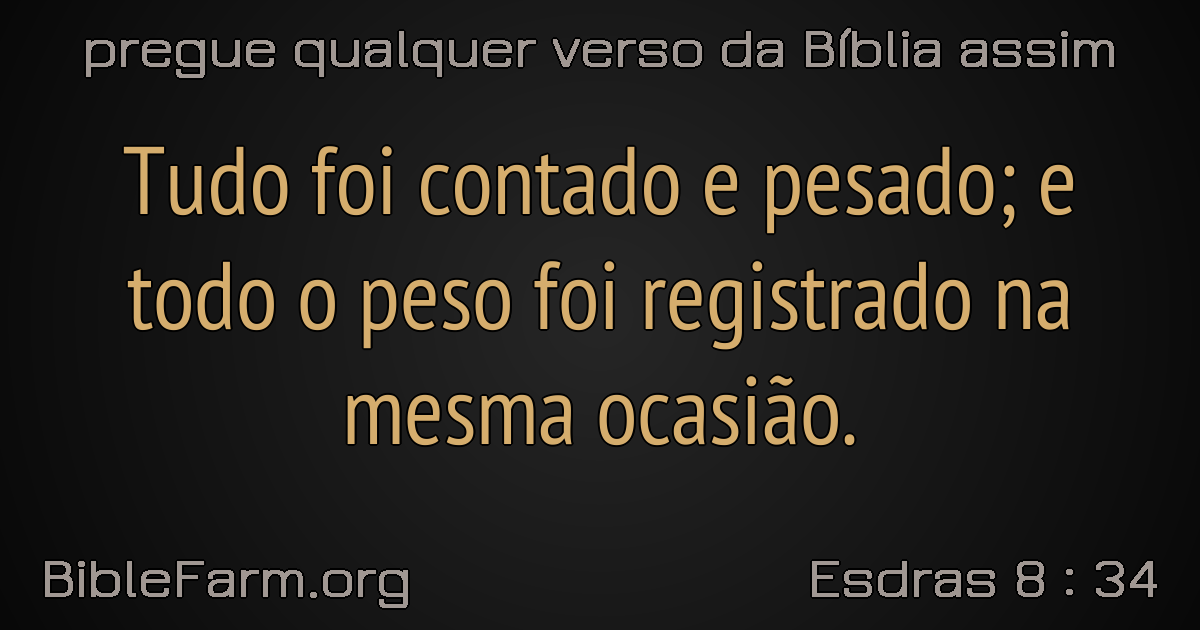 pregue qualquer verso da Bíblia assim
Tudo foi contado e pesado; e
todo o peso foi registrado na
mesma ocasião.
BibleFarm.org
Esdras 8 : 34